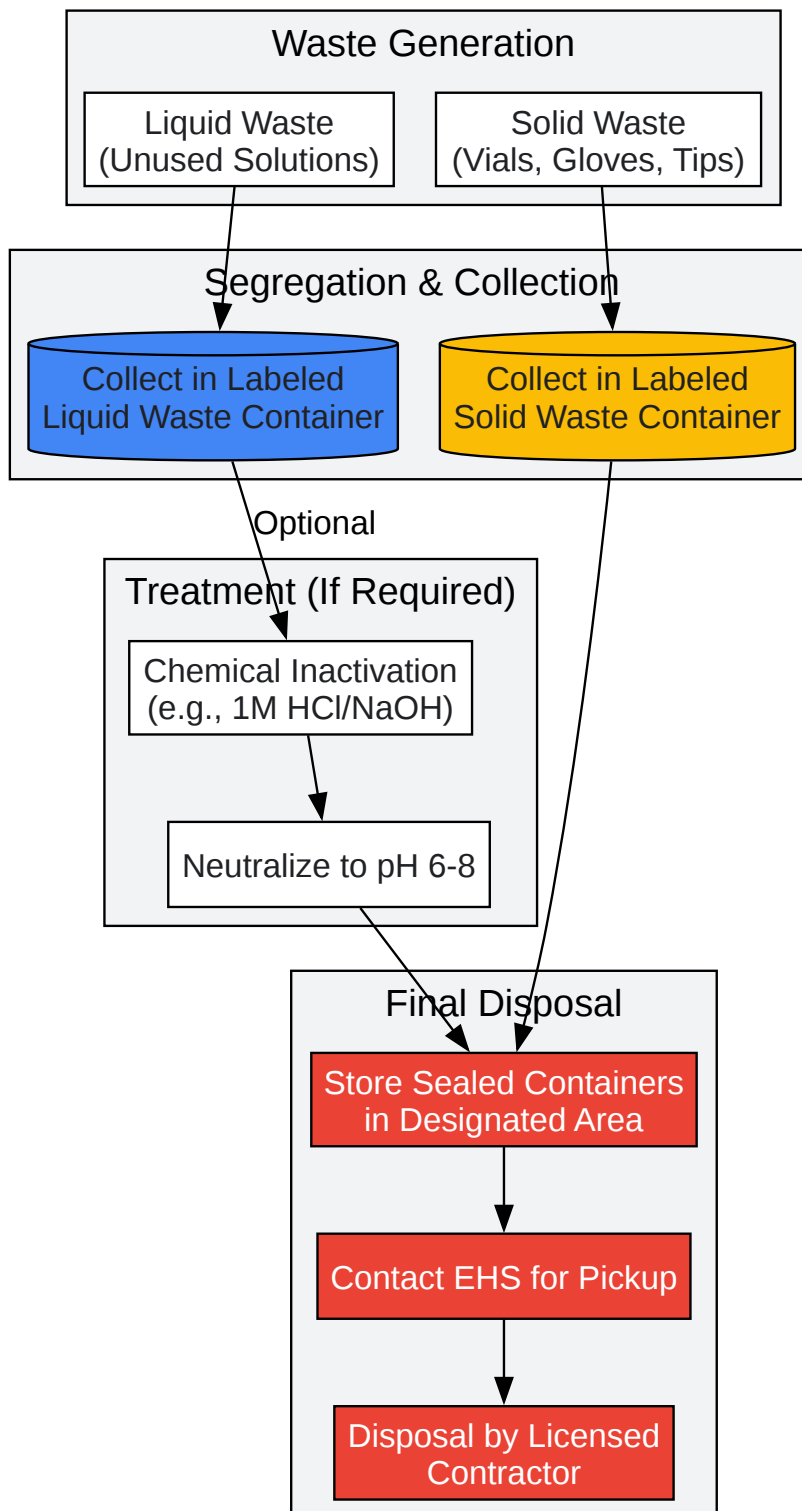 Waste Generation
Liquid Waste
(Unused Solutions)
Solid Waste
(Vials, Gloves, Tips)
Segregation & Collection
Collect in Labeled
Liquid Waste Container
Collect in Labeled
Solid Waste Container
Optional
Treatment (If Required)
Chemical Inactivation
(e.g., 1M HCl/NaOH)
Neutralize to pH 6-8
Final Disposal
Store Sealed Containers
in Designated Area
Contact EHS for Pickup
Disposal by Licensed
Contractor